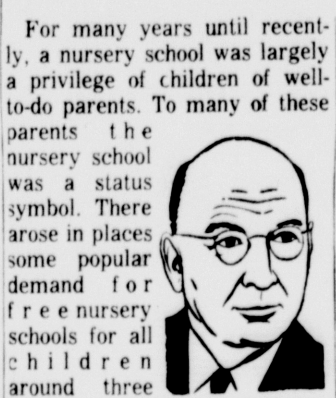 For many years until recent-
ly, a nursery school was largely
a privilege of children of well-
to-do parents. To many of these
parents the
nursery school
was a status
symbol. There
arose in places
some popular
demand for
free nursery
schools for all
children
around three